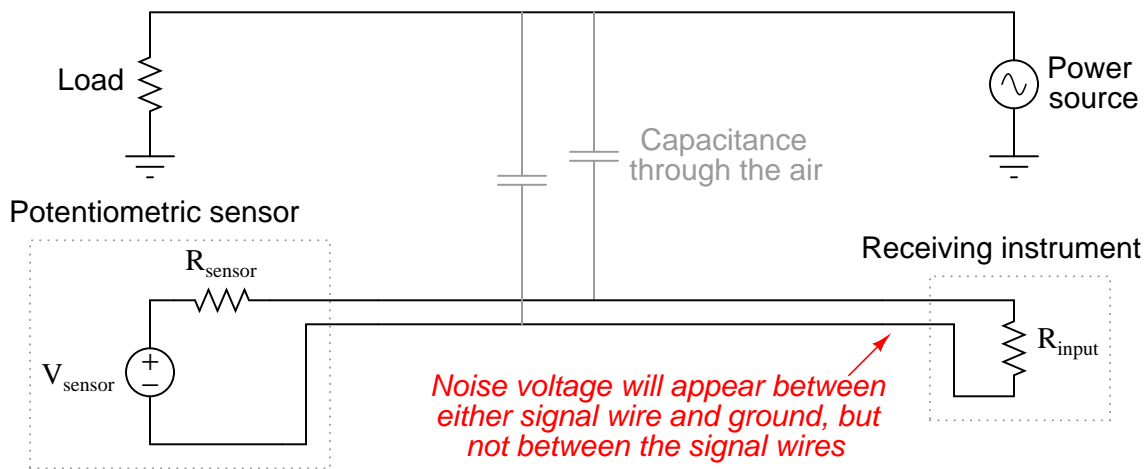 Load
Power
source
Capacitance
through the air
Potentiometric sensor
Receiving instrument
Rsensor
+
−
Vsensor
Rinput
Noise voltage will appear between
either signal wire and ground, but
not between the signal wires